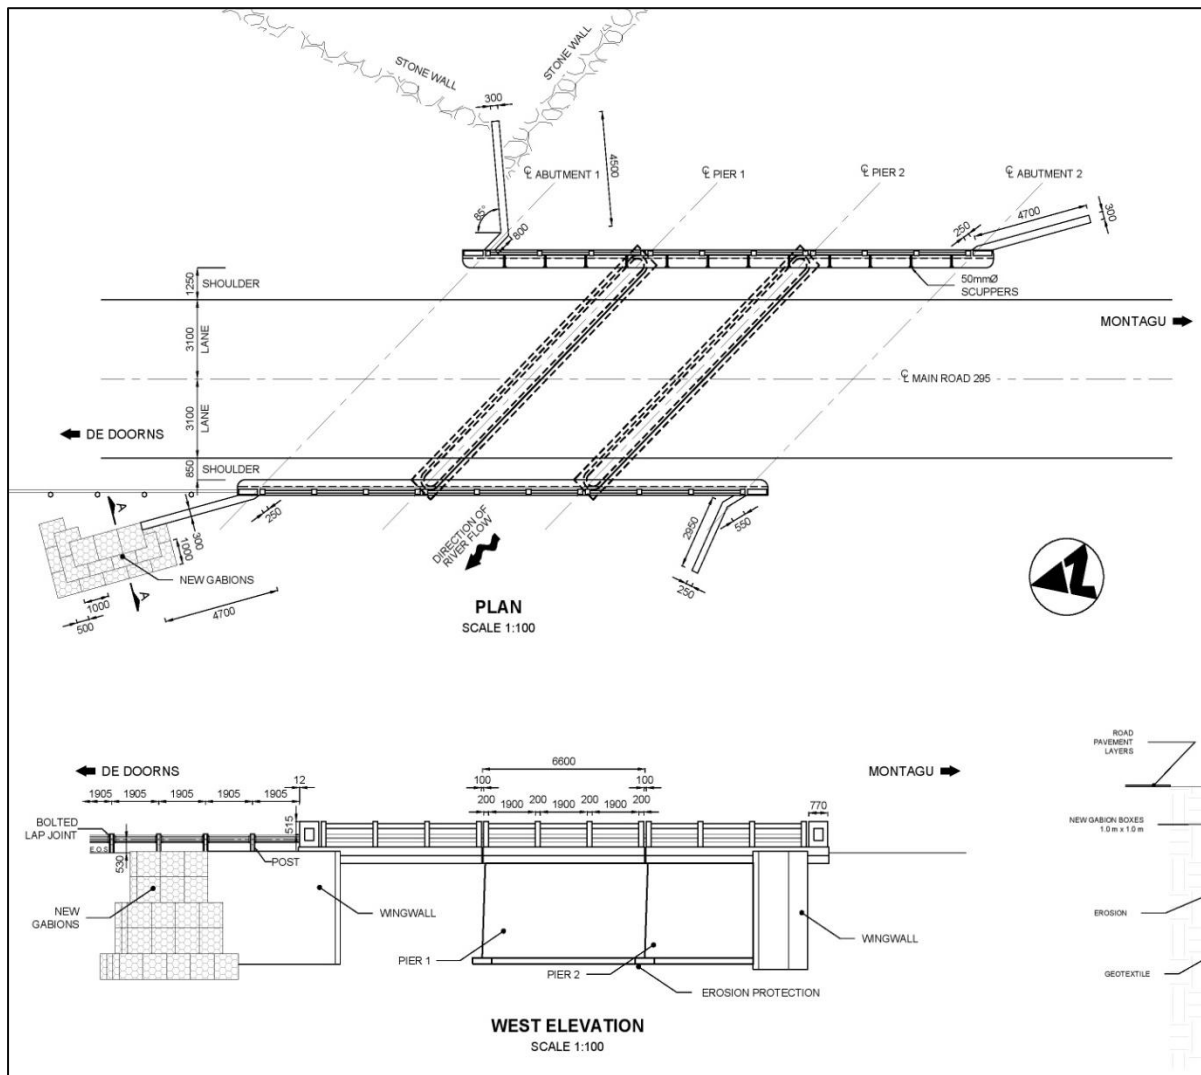 STONE WALL
STONE WALL
300
4500
℄ ABUTMENT 1
℄ PIER 1
℄ PIER 2
℄ ABUTMENT 2
85°
800
250
4700
300
1250
SHOULDER
50mmØ
SCUPPERS
3100
LANE
MONTAGU
℄ MAIN ROAD 295
3100
LANE
DE DOORNS
850
SHOULDER
A
250
300
1000
DIRECTION OF
RIVER FLOW
2950
550
250
NEW GABIONS
A
1000
500
4700
PLAN
SCALE 1:100
DE DOORNS
MONTAGU
6600
12
100
100
1905
1905
1905
1905
1905
200
1900
200
1900
200
1900
200
770
515
BOLTED
LAP JOINT
E.O.S
530
POST
NEW
GABIONS
WINGWALL
PIER 1
PIER 2
EROSION PROTECTION
WINGWALL
WEST ELEVATION
SCALE 1:100
ROAD
PAVEMENT
LAYERS
NEW GABION BOXES
1.0 m x 1.0 m
EROSION
GEOTEXTILE